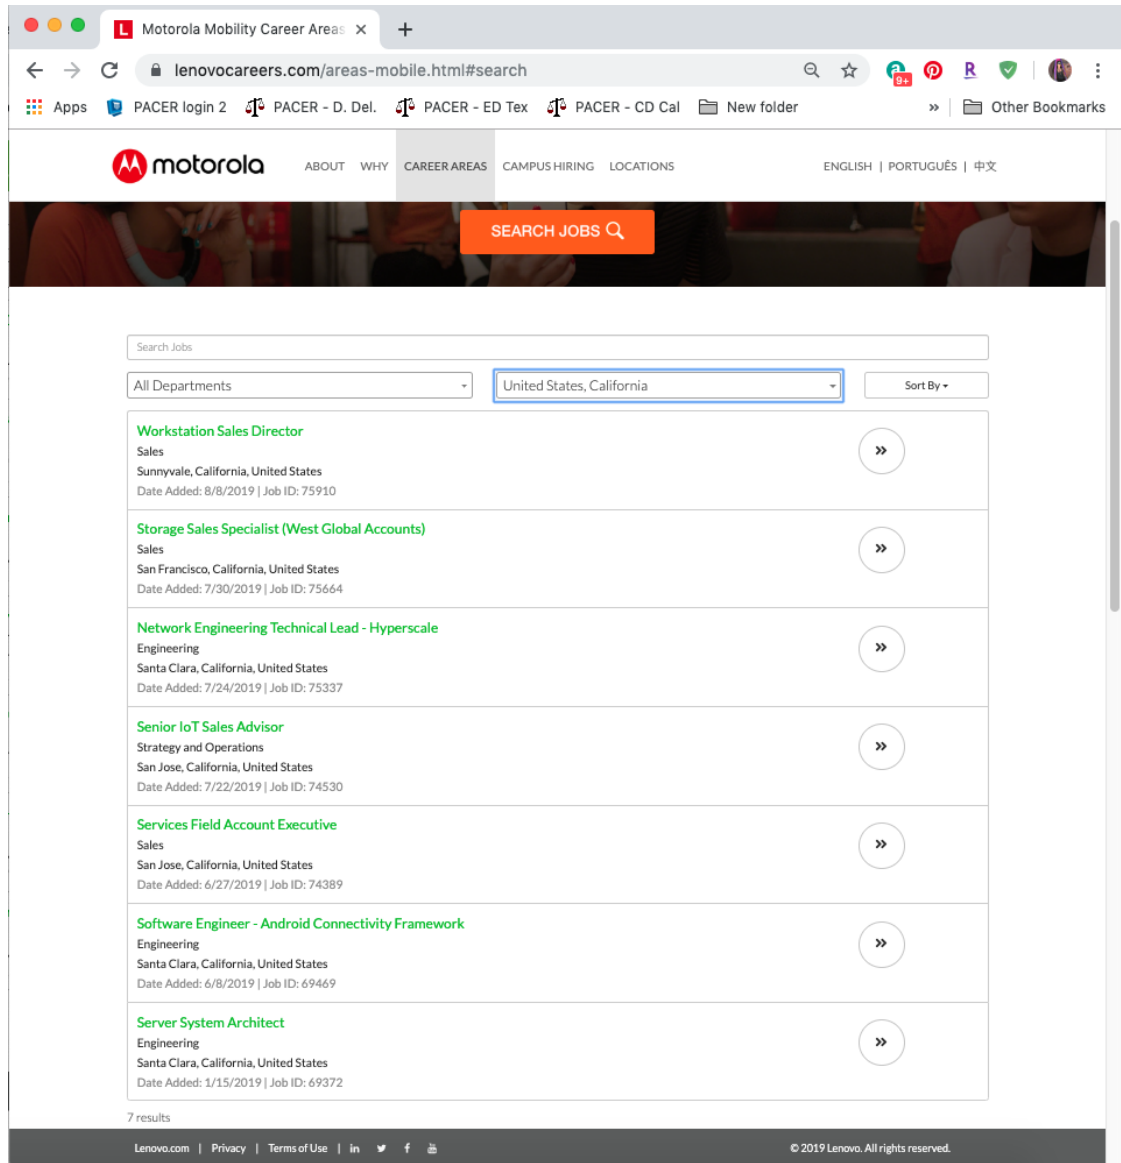 L Motorola Mobility Career Areas × +
lenovocareers.com/areas-mobile.html#search
9+ R
Apps PACER login 2 PACER - D. Del. PACER - ED Tex PACER - CD Cal New folder » Other Bookmarks
motorola ABOUT WHY CAREER AREAS CAMPUS HIRING LOCATIONS ENGLISH | PORTUGUÊS | 中文
SEARCH JOBS
Search Jobs
All Departments United States, California Sort By
Workstation Sales Director
Sales
Sunnyvale, California, United States
Date Added: 8/8/2019 | Job ID: 75910
Storage Sales Specialist (West Global Accounts)
Sales
San Francisco, California, United States
Date Added: 7/30/2019 | Job ID: 75664
Network Engineering Technical Lead - Hyperscale
Engineering
Santa Clara, California, United States
Date Added: 7/24/2019 | Job ID: 75337
Senior IoT Sales Advisor
Strategy and Operations
San Jose, California, United States
Date Added: 7/22/2019 | Job ID: 74530
Services Field Account Executive
Sales
San Jose, California, United States
Date Added: 6/27/2019 | Job ID: 74389
Software Engineer - Android Connectivity Framework
Engineering
Santa Clara, California, United States
Date Added: 6/8/2019 | Job ID: 69469
Server System Architect
Engineering
Santa Clara, California, United States
Date Added: 1/15/2019 | Job ID: 69372
7 results
Lenovo.com | Privacy | Terms of Use | in f © 2019 Lenovo. All rights reserved.